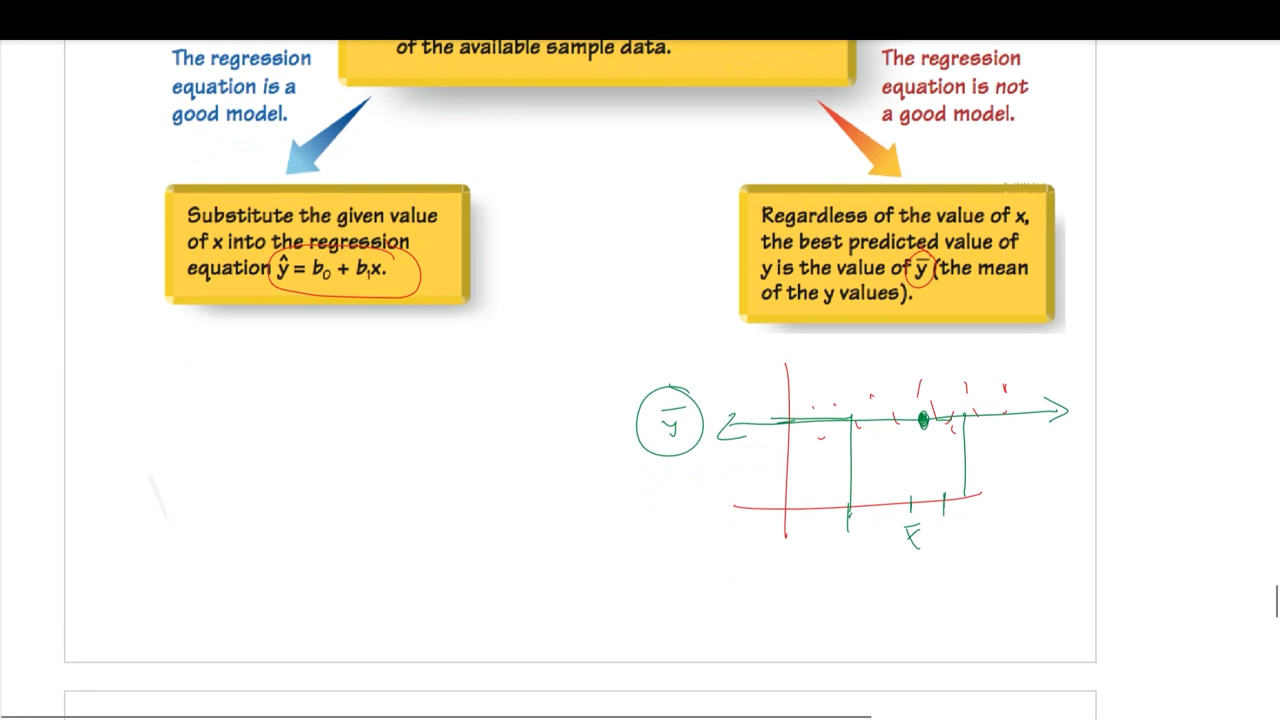 of the available sample data.
The regression
equation is a
good model.
The regression
equation is not
a good model.
Substitute the given value
of x into the regression
equation ŷ = b₀ + b₁x.
Regardless of the value of x,
the best predicted value of
y is the value of ȳ (the mean
of the y values).
ȳ
x̄